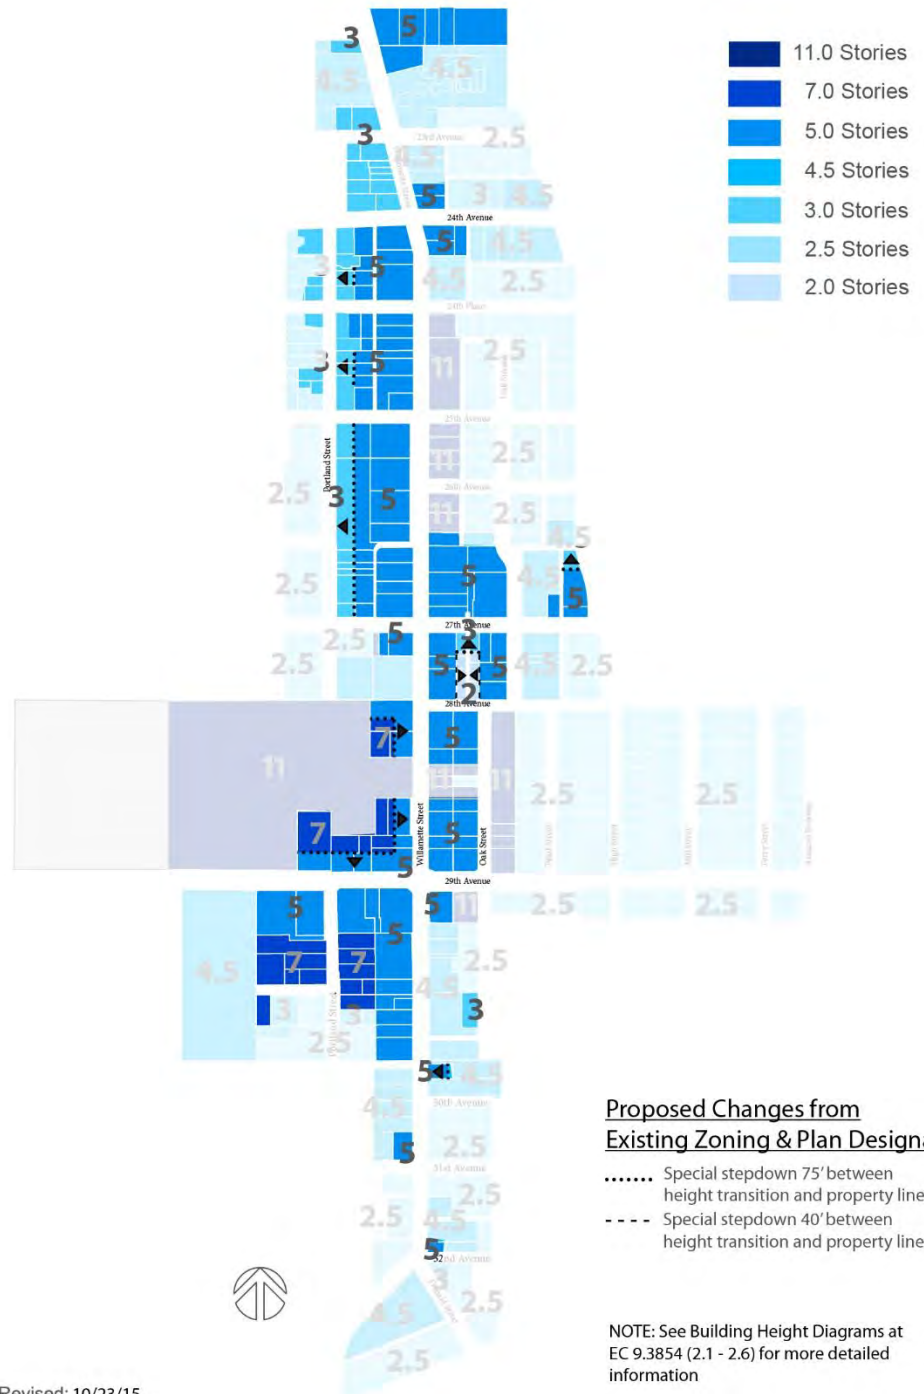 5
3
4.5
4.5
11.0 Stories
7.0 Stories
5.0 Stories
4.5 Stories
3.0 Stories
2.5 Stories
2.0 Stories
3
23rd Avenue
2.5
4.5
5
3
4.5
24th Avenue
5
4.5
3
5
4.5
2.5
24th Place
2.5
3
5
11
25th Avenue
11
2.5
Portland Street
26th Avenue
2.5
3
5
11
2.5
4.5
2.5
5
4.5
5
27th Avenue
5
3
2.5
2.5
5
5
4.5
2.5
2
28th Avenue
7
5
11
11
11
2.5
2.5
7
5
Willamette Street
Oak Street
High Street
5
29th Avenue
5
5
11
2.5
2.5
5
4.5
7
7
2.5
4.5
3
3
3
2.5
Portland Street
5
4.5
30th Avenue
4.5
5
2.5
31st Avenue
2.5
2.5
4.5
5
32nd Avenue
3
2.5
4.5
2.5
Proposed Changes from
Existing Zoning & Plan Designa
Special stepdown 75' between
height transition and property line
Special stepdown 40' between
height transition and property line
NOTE: See Building Height Diagrams at
EC 9.3854 (2.1 - 2.6) for more detailed
information
Revised: 10/23/15